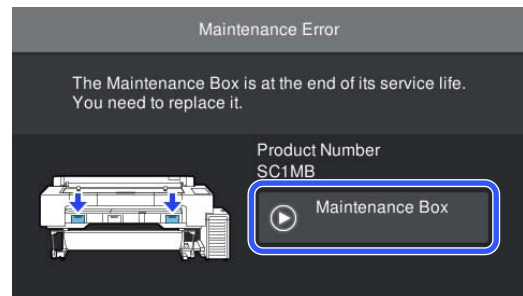 Maintenance Error
The Maintenance Box is at the end of its service life.
You need to replace it.
Product Number
SC1MB
Maintenance Box